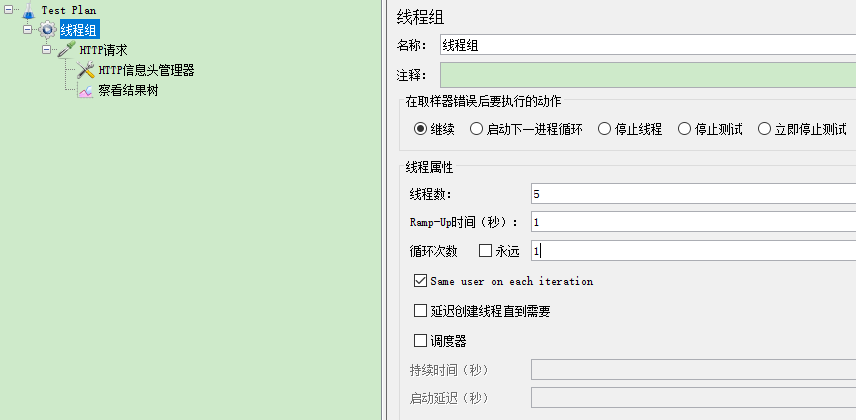 Test Plan
线程组
HTTP请求
HTTP信息头管理器
察看结果树
线程组
名称： 线程组
注释：
在取样器错误后要执行的动作
继续 启动下一进程循环 停止线程 停止测试 立即停止测试
线程属性
线程数： 5
Ramp-Up时间（秒）： 1
循环次数 永远 1
Same user on each iteration
延迟创建线程直到需要
调度器
持续时间（秒）
启动延迟（秒）